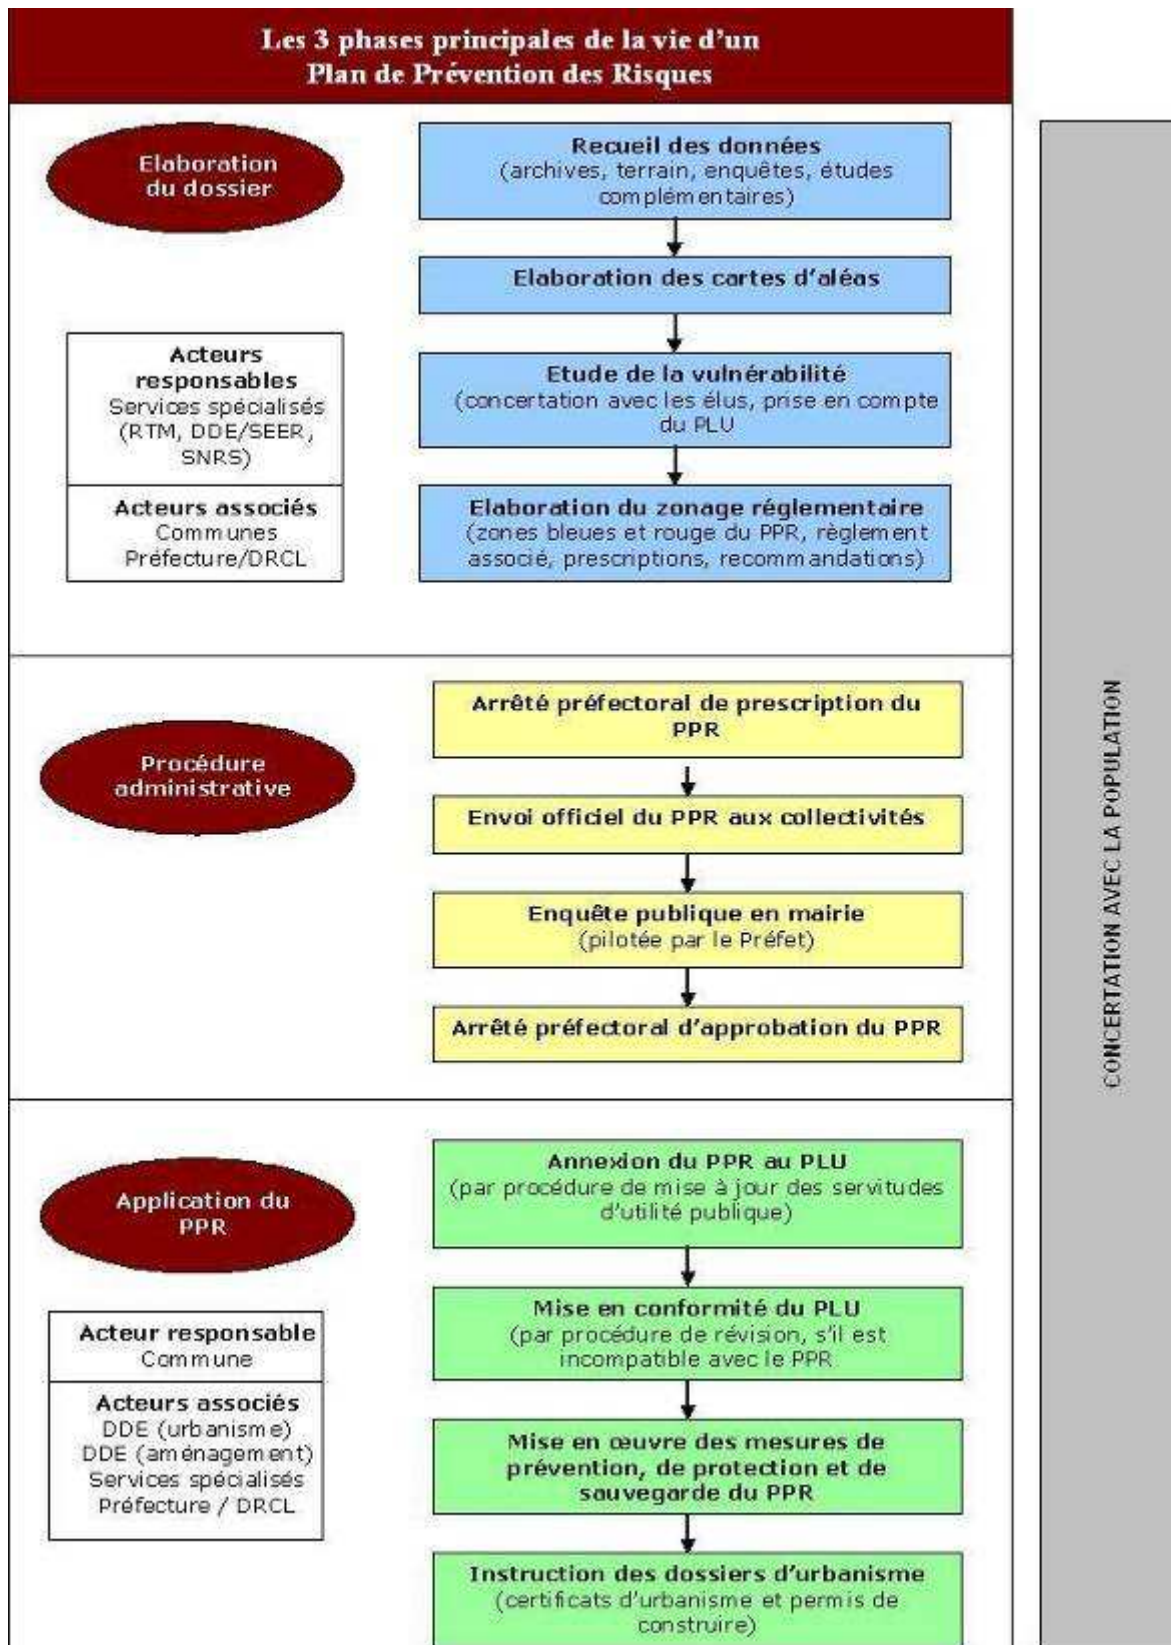 Les 3 phases principales de la vie d'un
Plan de Prévention des Risques
Elaboration
du dossier
Recueil des données
(archives, terrain, enquêtes, études
complémentaires)
Elaboration des cartes d'aléas
Etude de la vulnérabilité
(concertation avec les élus, prise en compte
du PLU
Elaboration du zonage réglementaire
(zones bleues et rouge du PPR, règlement
associé, prescriptions, recommandations)
Acteurs
responsables
Services spécialisés
(RTM, DDE/SEER,
SNRS)
Acteurs associés
Communes
Préfecture/DRCL
Procédure
administrative
Arrêté préfectoral de prescription du
PPR
Envoi officiel du PPR aux collectivités
Enquête publique en mairie
(pilotée par le Préfet)
Arrêté préfectoral d'approbation du PPR
Application du
PPR
Acteur responsable
Commune
Acteurs associés
DDE (urbanisme)
DDE (aménagement)
Services spécialisés
Préfecture / DRCL
Annexion du PPR au PLU
(par procédure de mise à jour des servitudes
d'utilité publique)
Mise en conformité du PLU
(par procédure de révision, s'il est
incompatible avec le PPR
Mise en œuvre des mesures de
prévention, de protection et de
sauvegarde du PPR
Instruction des dossiers d'urbanisme
(certificats d'urbanisme et permis de
construire)
CONCERTATION AVEC LA POPULATION